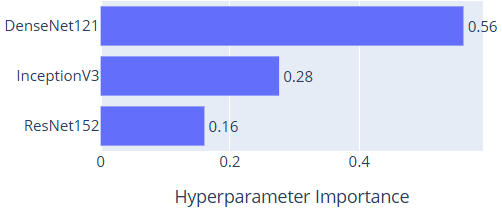 DenseNet121 0.56
InceptionV3 0.28
ResNet152 0.16
0 0.2 0.4
Hyperparameter Importance